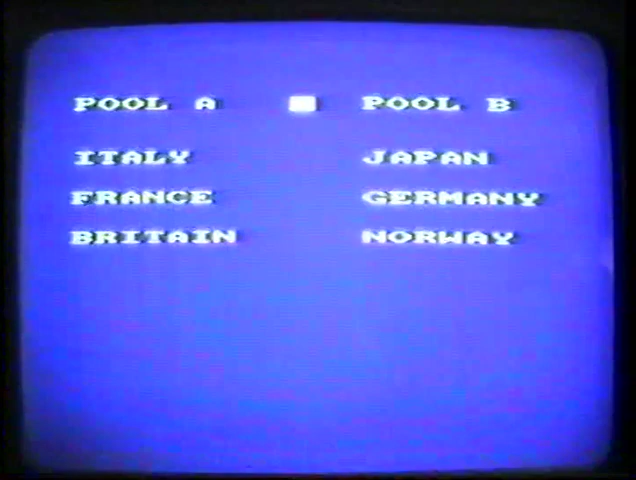 POOL A POOL B
ITALY JAPAN
FRANCE GERMANY
BRITAIN NORWAY